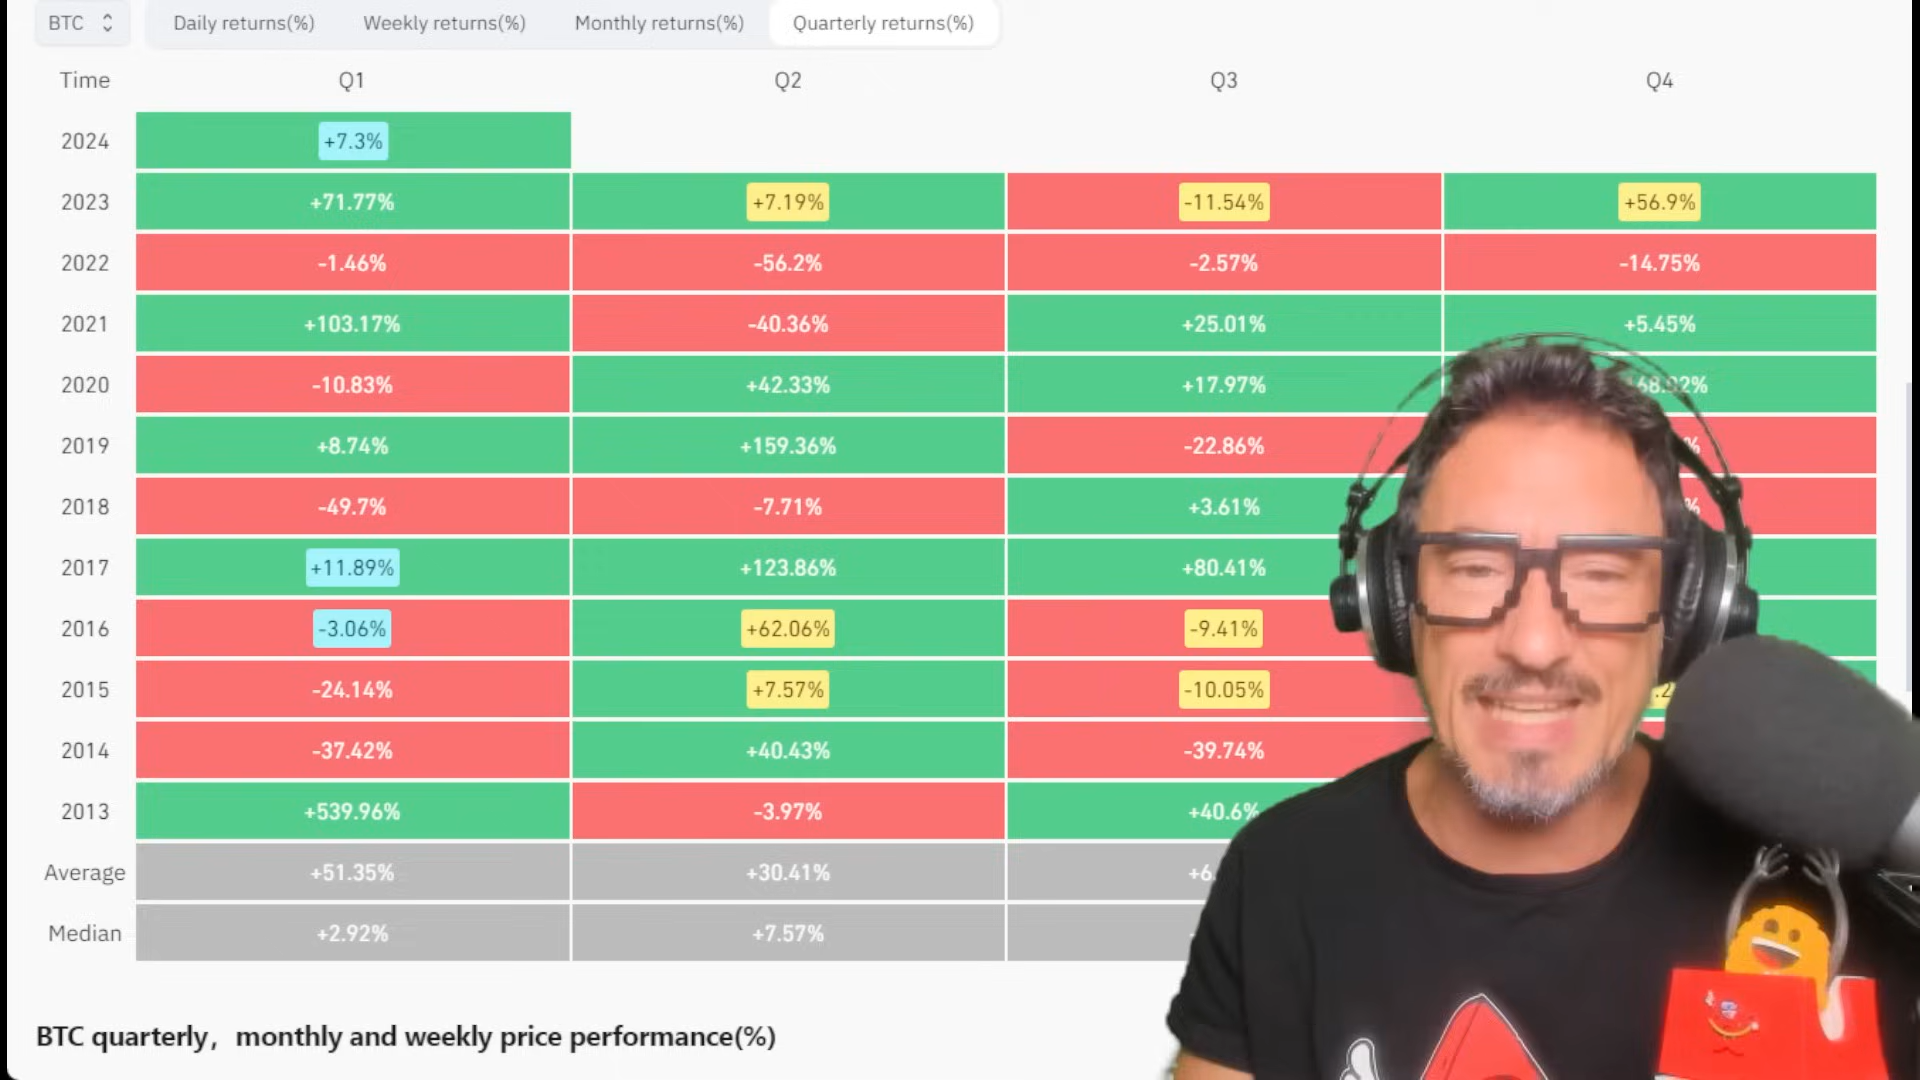 BTC Daily returns(%) Weekly returns(%) Monthly returns(%) Quarterly returns(%)
Time Q1 Q2 Q3 Q4
2024 +7.3%
2023 +71.77% +7.19% -11.54% +56.9%
2022 -1.46% -56.2% -2.57% -14.75%
2021 +103.17% -40.36% +25.01% +5.45%
2020 -10.83% +42.33% +17.97%
2019 +8.74% +159.36% -22.86%
2018 -49.7% -7.71% +3.61%
2017 +11.89% +123.86% +80.41%
2016 -3.06% +62.06% -9.41%
2015 -24.14% +7.57% -10.05%
2014 -37.42% +40.43% -39.74%
2013 +539.96% -3.97% +40.6%
Average +51.35% +30.41%
Median +2.92% +7.57%
BTC quarterly，monthly and weekly price performance(%)